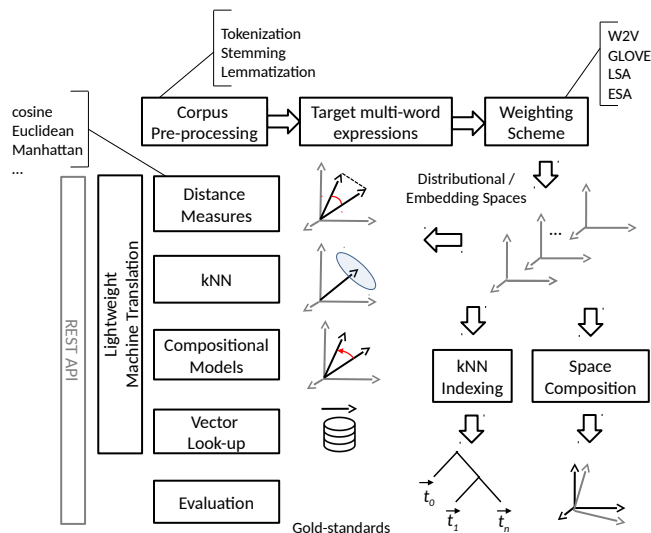 Tokenization
Stemming
Lemmatization
W2V
GLOVE
LSA
ESA
cosine
Euclidean
Manhattan
...
Corpus
Pre-processing
Target multi-word
expressions
Weighting
Scheme
Distributional /
Embedding Spaces
...
REST API
Lightweight
Machine Translation
Distance
Measures
kNN
Compositional
Models
Vector
Look-up
Evaluation
Gold-standards
kNN
Indexing
Space
Composition
t0
t1
tn